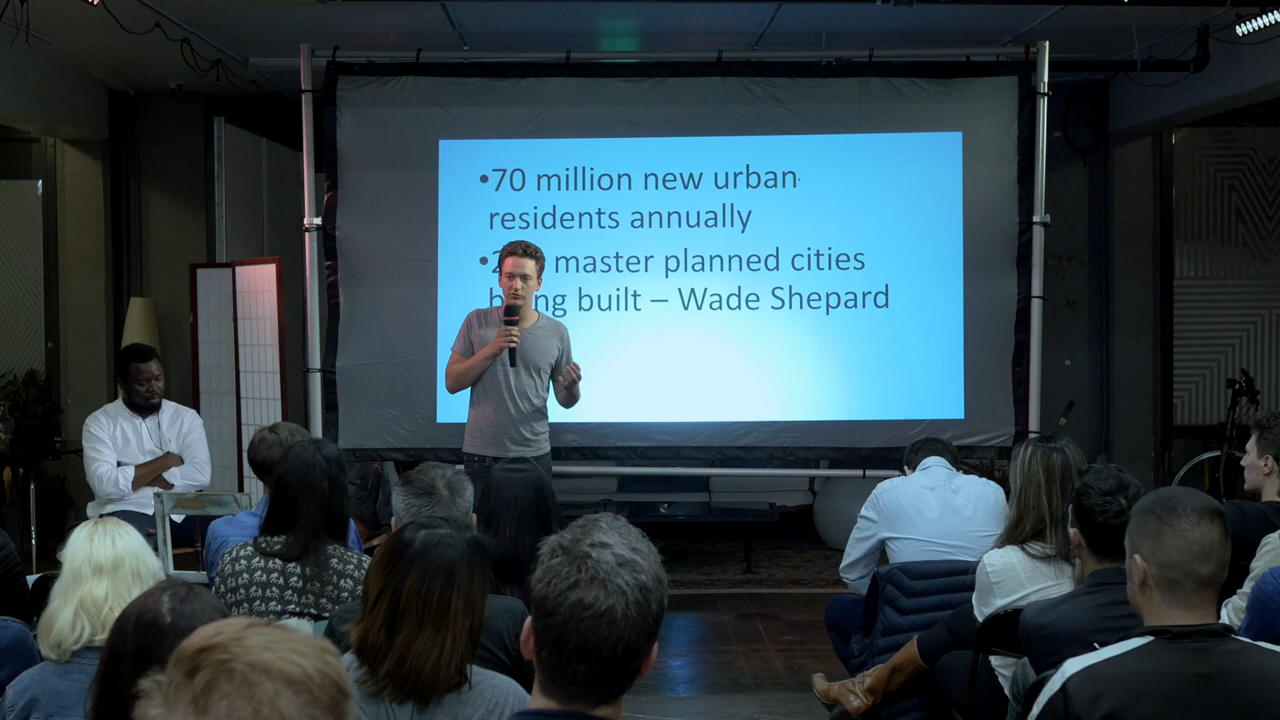 •70 million new urban
residents annually
• master planned cities
built – Wade Shepard